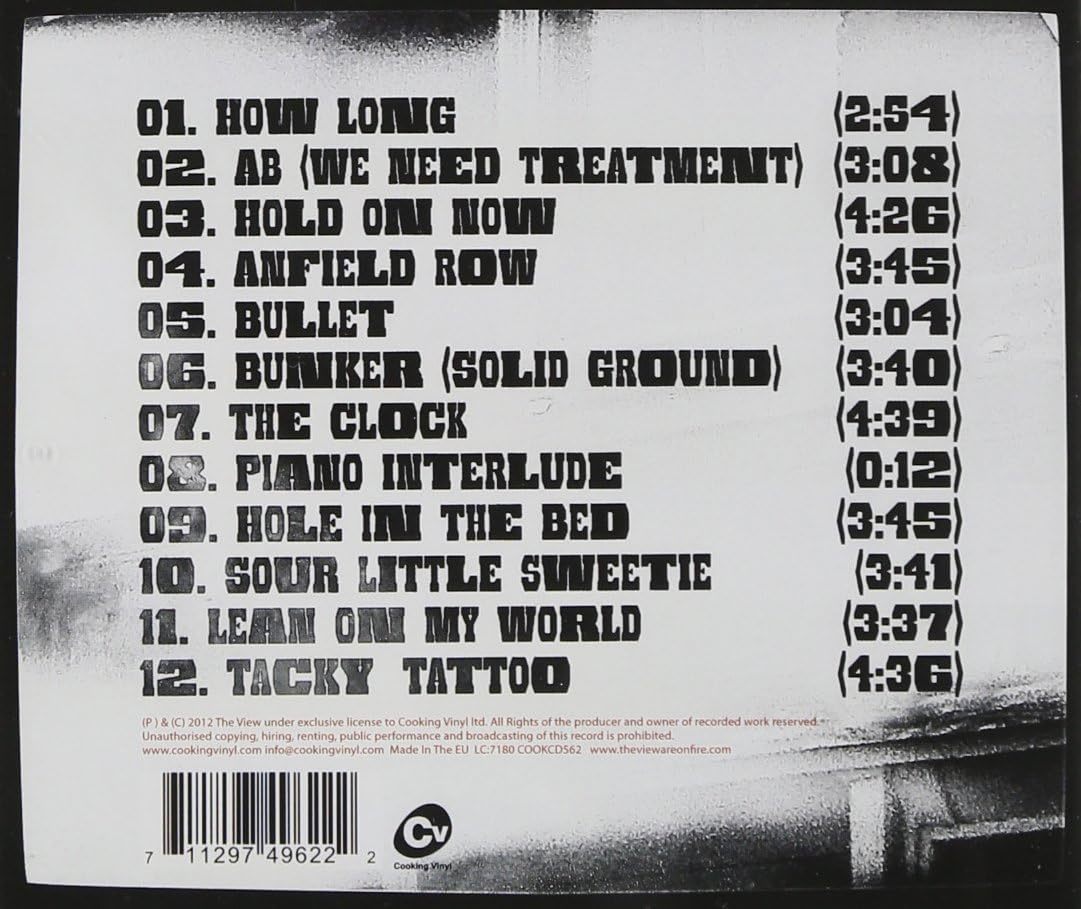 01. HOW LONG (2:54)
02. AB (WE NEED TREATMENT) (3:08)
03. HOLD ON NOW (4:26)
04. ANFIELD ROW (3:45)
05. BULLET (3:04)
06. BUNKER (SOLID GROUND) (3:40)
07. THE CLOCK (4:39)
08. PIANO INTERLUDE (0:12)
09. HOLE IN THE BED (3:45)
10. SOUR LITTLE SWEETIE (3:41)
11. LEAN ON MY WORLD (3:37)
12. TACKY TATTOO (4:36)
(P ) & (C) 2012 The View under exclusive license to Cooking Vinyl ltd. All Rights of the producer and owner of recorded work reserved.
Unauthorised copying, hiring, renting, public performance and broadcasting of this record is prohibited.
www.cookingvinyl.com info@cookingvinyl.com Made In The EU LC:7180 COOKCD562 www.theviewareonfire.com
7 11297 49622 2
Cv
Cooking Vinyl